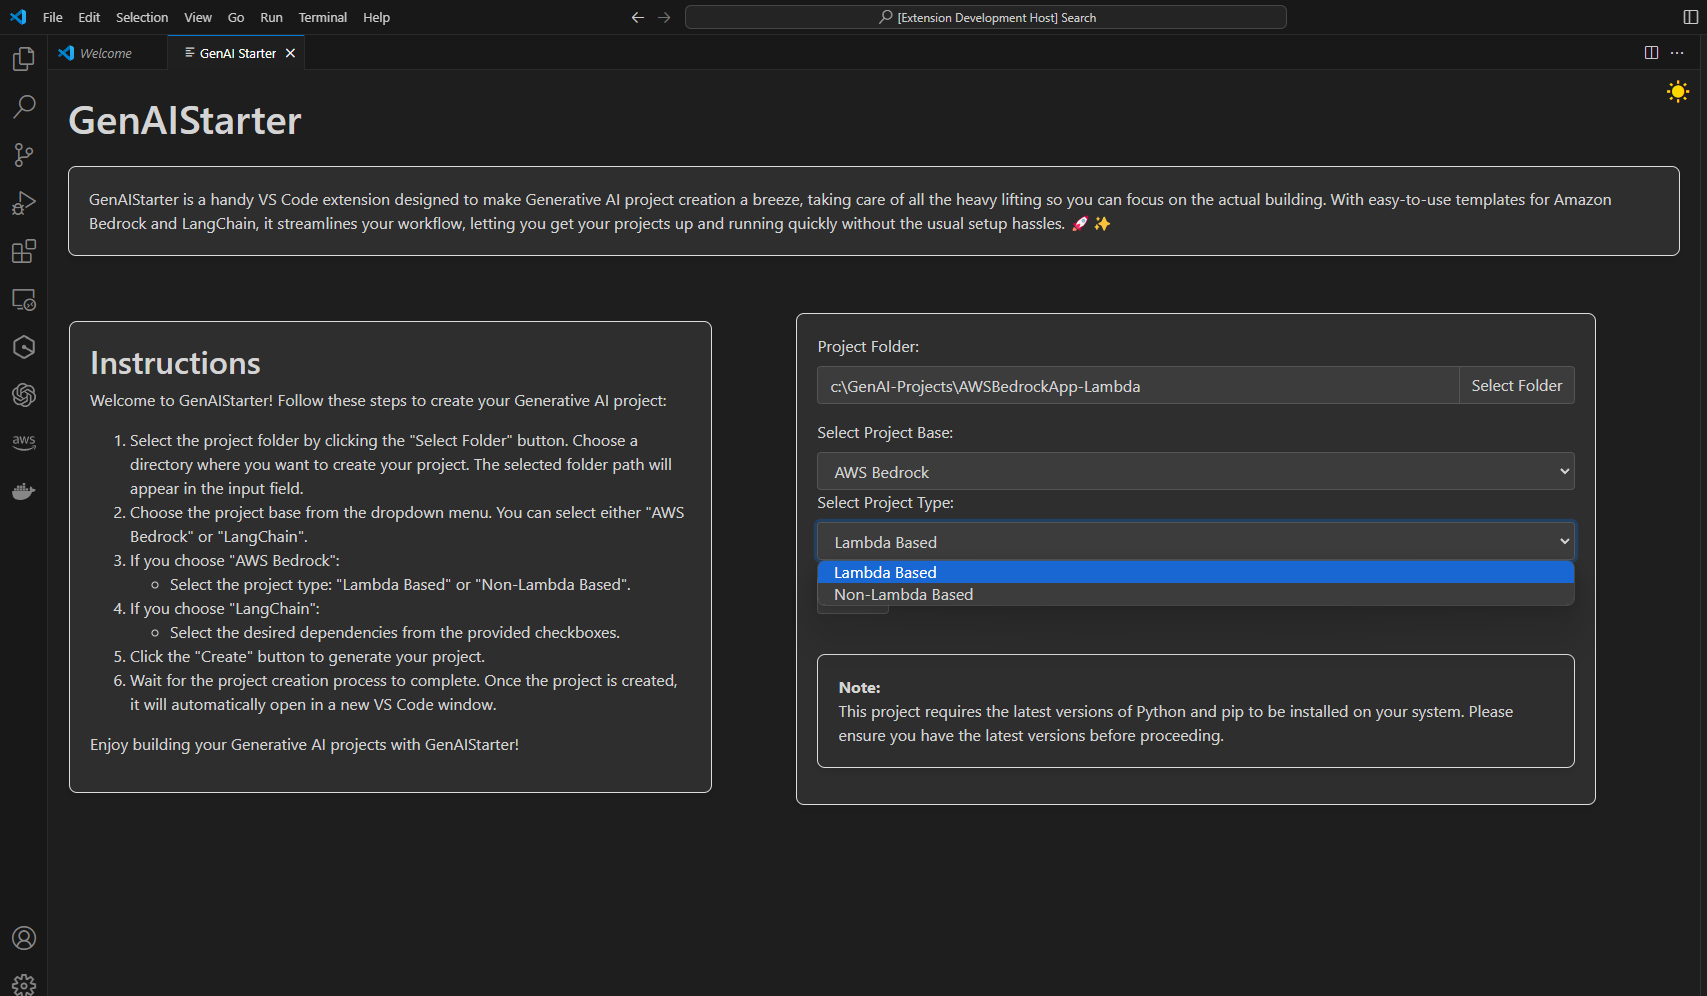 File Edit Selection View Go Run Terminal Help
[Extension Development Host] Search
Welcome
GenAI Starter
GenAIStarter
GenAIStarter is a handy VS Code extension designed to make Generative AI project creation a breeze, taking care of all the heavy lifting so you can focus on the actual building. With easy-to-use templates for Amazon
Bedrock and LangChain, it streamlines your workflow, letting you get your projects up and running quickly without the usual setup hassles. 🚀 ✨
Instructions
Welcome to GenAIStarter! Follow these steps to create your Generative AI project:
1. Select the project folder by clicking the "Select Folder" button. Choose a
directory where you want to create your project. The selected folder path will
appear in the input field.
2. Choose the project base from the dropdown menu. You can select either "AWS
Bedrock" or "LangChain".
3. If you choose "AWS Bedrock":
Select the project type: "Lambda Based" or "Non-Lambda Based".
4. If you choose "LangChain":
Select the desired dependencies from the provided checkboxes.
5. Click the "Create" button to generate your project.
6. Wait for the project creation process to complete. Once the project is created,
it will automatically open in a new VS Code window.
Enjoy building your Generative AI projects with GenAIStarter!
Project Folder:
c:\GenAI-Projects\AWSBedrockApp-Lambda
Select Folder
Select Project Base:
AWS Bedrock
Select Project Type:
Lambda Based
Lambda Based
Non-Lambda Based
Note:
This project requires the latest versions of Python and pip to be installed on your system. Please
ensure you have the latest versions before proceeding.
aws